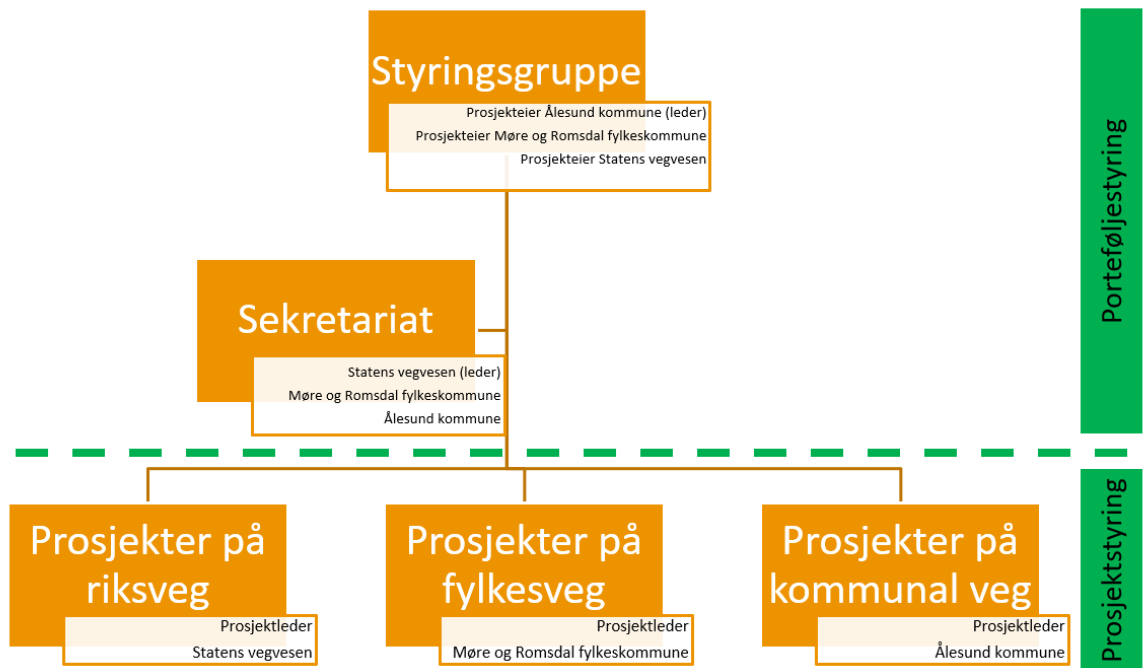 Styringsgruppe
Prosjekteier Ålesund kommune (leder)
Prosjekteier Møre og Romsdal fylkeskommune
Prosjekteier Statens vegvesen
Porteføljestyring
Sekretariat
Statens vegvesen (leder)
Møre og Romsdal fylkeskommune
Ålesund kommune
Prosjekter på
riksveg
Prosjektleder
Statens vegvesen
Prosjekter på
fylkesveg
Prosjektleder
Møre og Romsdal fylkeskommune
Prosjekter på
kommunal veg
Prosjektleder
Ålesund kommune
Prosjektstyring